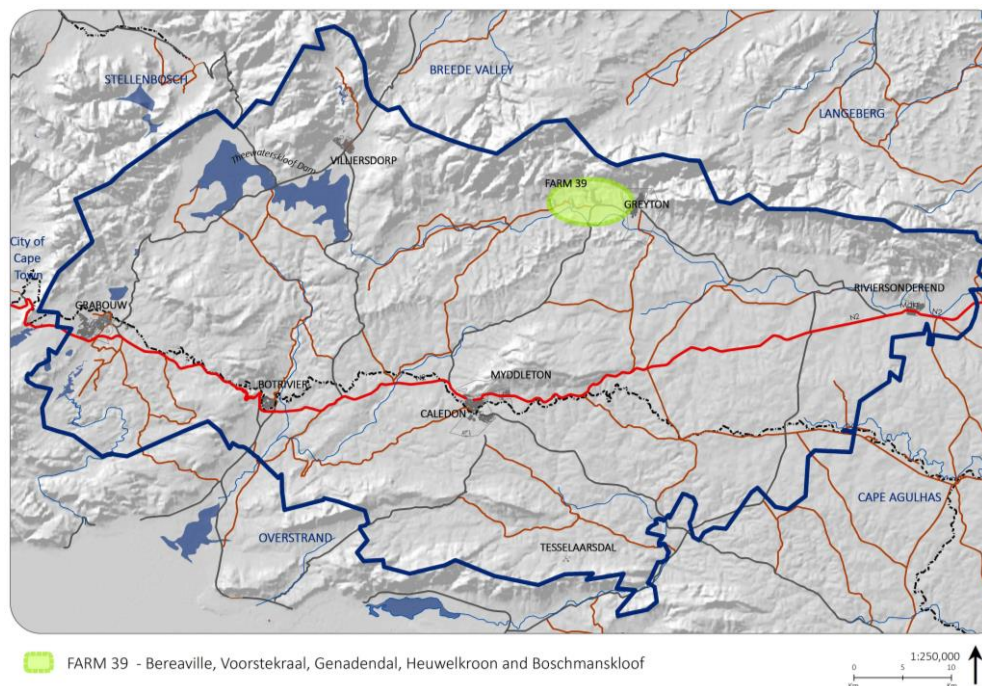 STELLENBOSCH
BREEDE VALLEY
LANGEBERG
Theewaterskloof Dam
VILLIERSDORP
FARM 39
GREYTON
City of
Cape
Town
RIVIERSONDEREND
GRABOUW
N2
N2
BOTRIVIER
MYDDLETON
CALEDON
CAPE AGULHAS
OVERSTRAND
TESSELAARSDAL
FARM 39 - Bereaville, Voorstekraal, Genadendal, Heuwelkroon and Boschmanskloof
1:250,000
0 5 10
Km Km